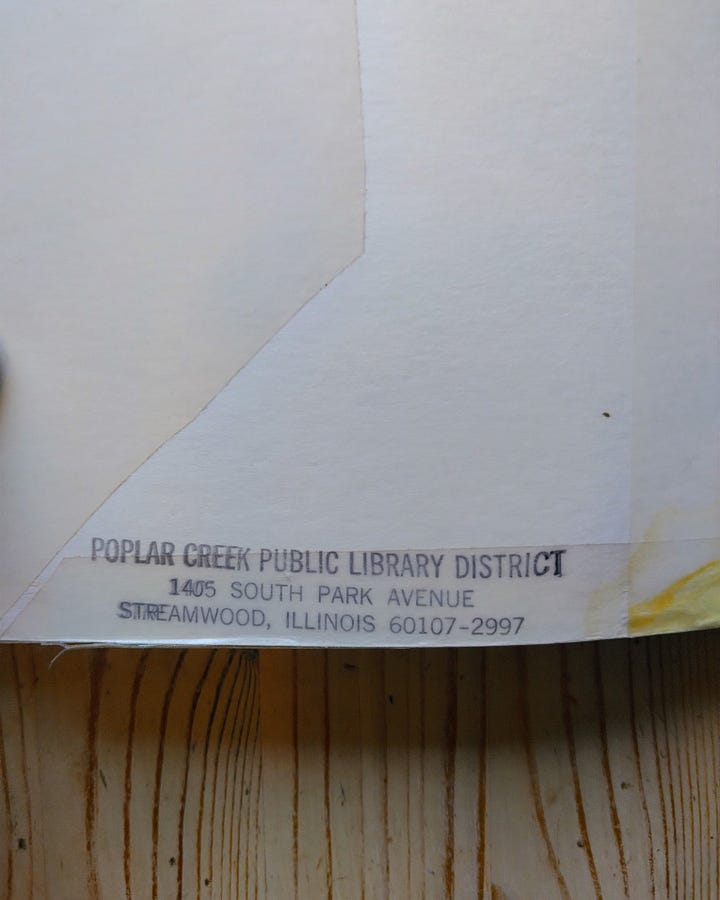 POPLAR CREEK PUBLIC LIBRARY DISTRICT
1405 SOUTH PARK AVENUE
STREAMWOOD, ILLINOIS 60107-2997